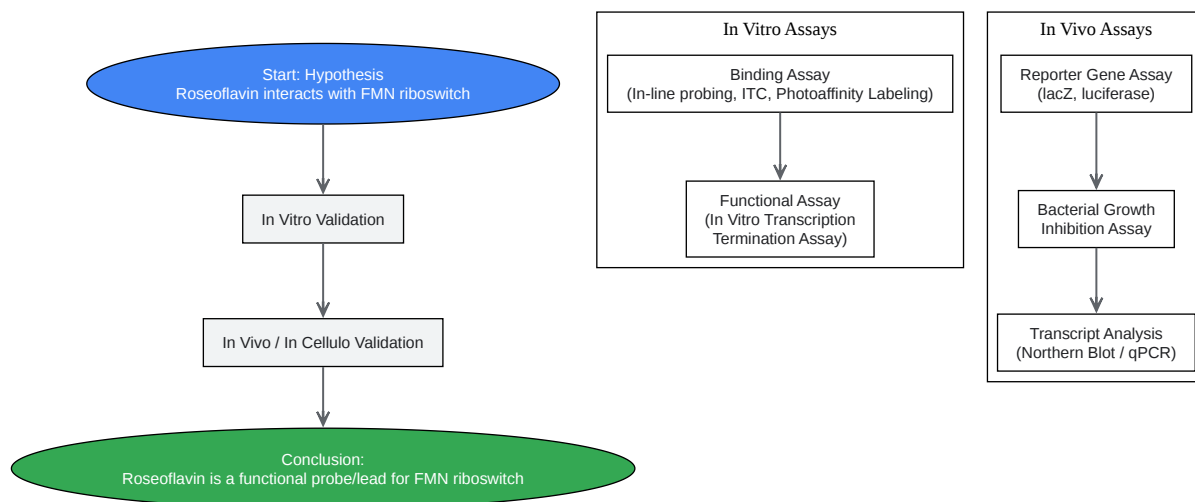 Start: Hypothesis
Roseoflavin interacts with FMN riboswitch
In Vitro Validation
In Vivo / In Cellulo Validation
Conclusion:
Roseoflavin is a functional probe/lead for FMN riboswitch
In Vitro Assays
Binding Assay
(In-line probing, ITC, Photoaffinity Labeling)
Functional Assay
(In Vitro Transcription
Termination Assay)
In Vivo Assays
Reporter Gene Assay
(lacZ, luciferase)
Bacterial Growth
Inhibition Assay
Transcript Analysis
(Northern Blot / qPCR)